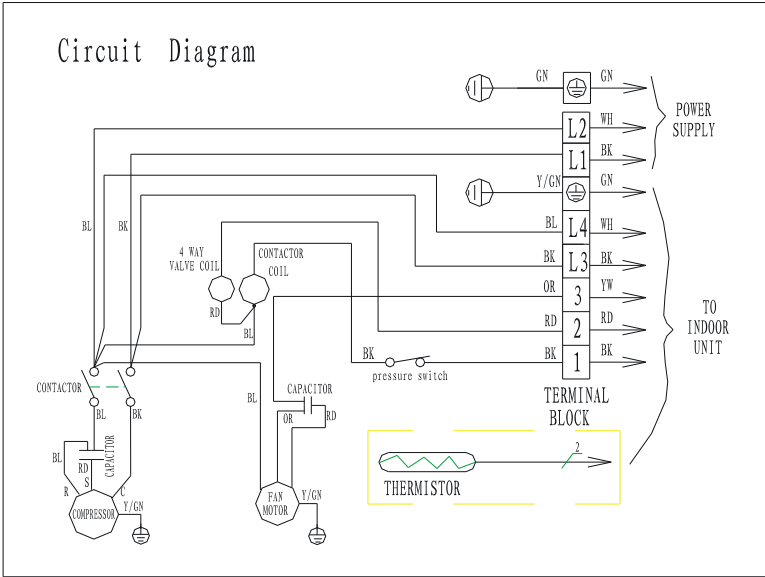 Circuit Diagram
GN
GN
POWER
SUPPLY
L2
WH
L1
BK
Y/GN
GN
BL
L4
WH
BK
L3
BK
OR
3
YW
RD
2
RD
BK
BK
1
BK
TO
INDOOR
UNIT
BL
BK
4 WAY
VALVE COIL
CONTACTOR
COIL
RD
BL
pressure switch
TERMINAL
BLOCK
CONTACTOR
BL
BK
BL
CAPACITOR
OR
RD
BL
RD
CAPACITOR
S
R
C
COMPRESSOR
Y/GN
FAN
MOTOR
Y/GN
THERMISTOR
2